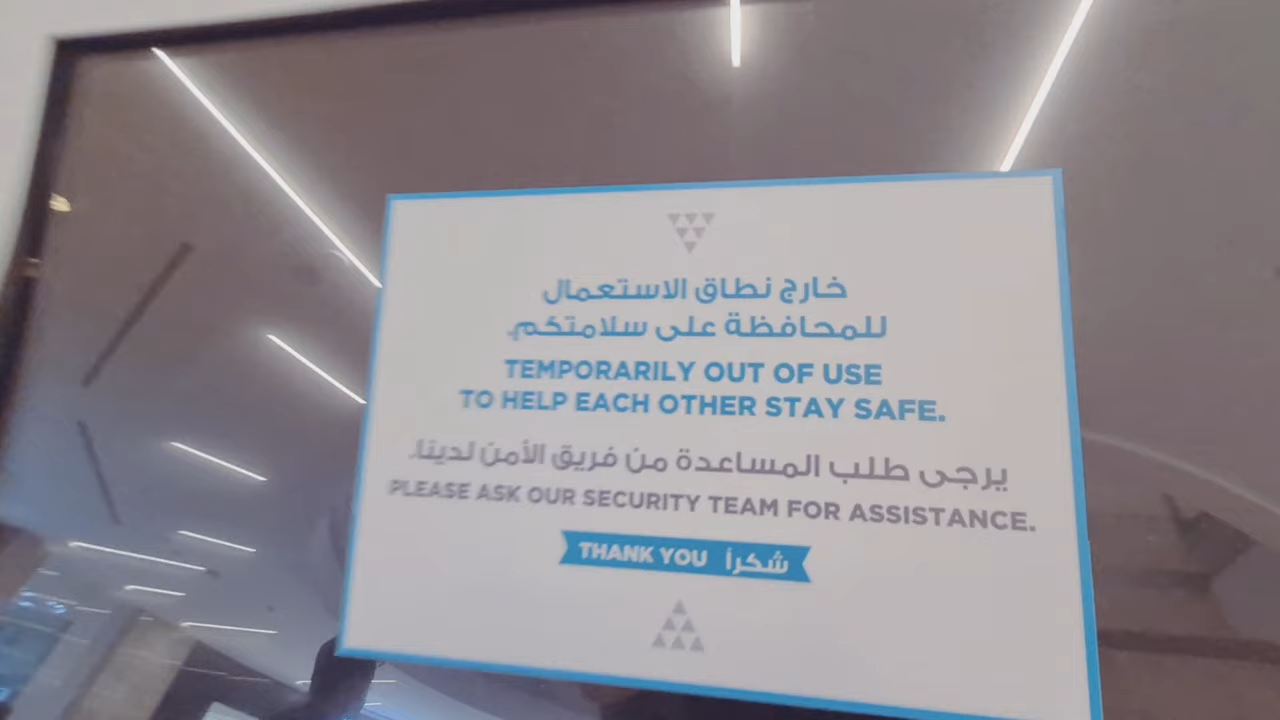 خارج نطاق الاستعمال
للمحافظة على سلامتكم.
TEMPORARILY OUT OF USE
TO HELP EACH OTHER STAY SAFE.
يرجى طلب المساعدة من فريق الأمن لدينا.
PLEASE ASK OUR SECURITY TEAM FOR ASSISTANCE.
THANK YOU شكراً